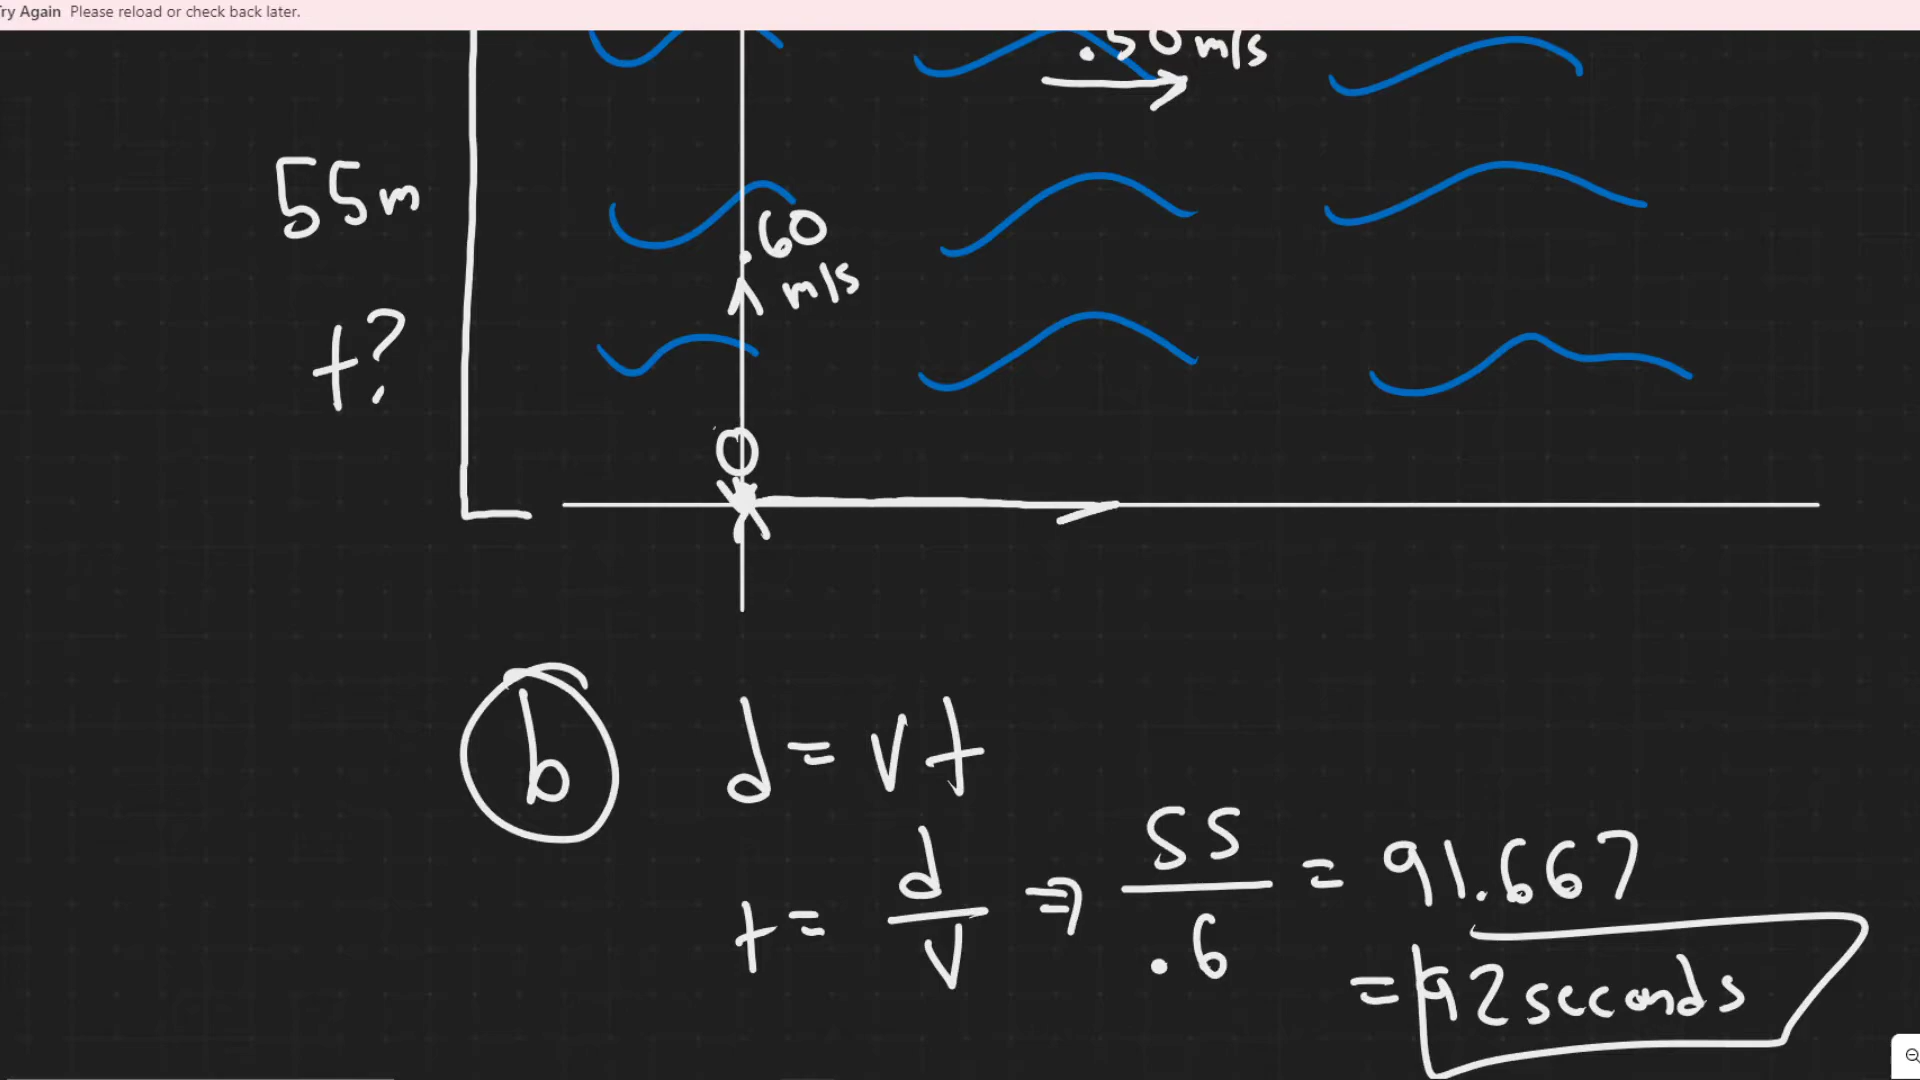 Try Again Please reload or check back later.
.50 m/s
55m
.60
m/s
t?
b
d = vt
t = d/v ⇒ 55/.6 = 91.667
= 92 seconds